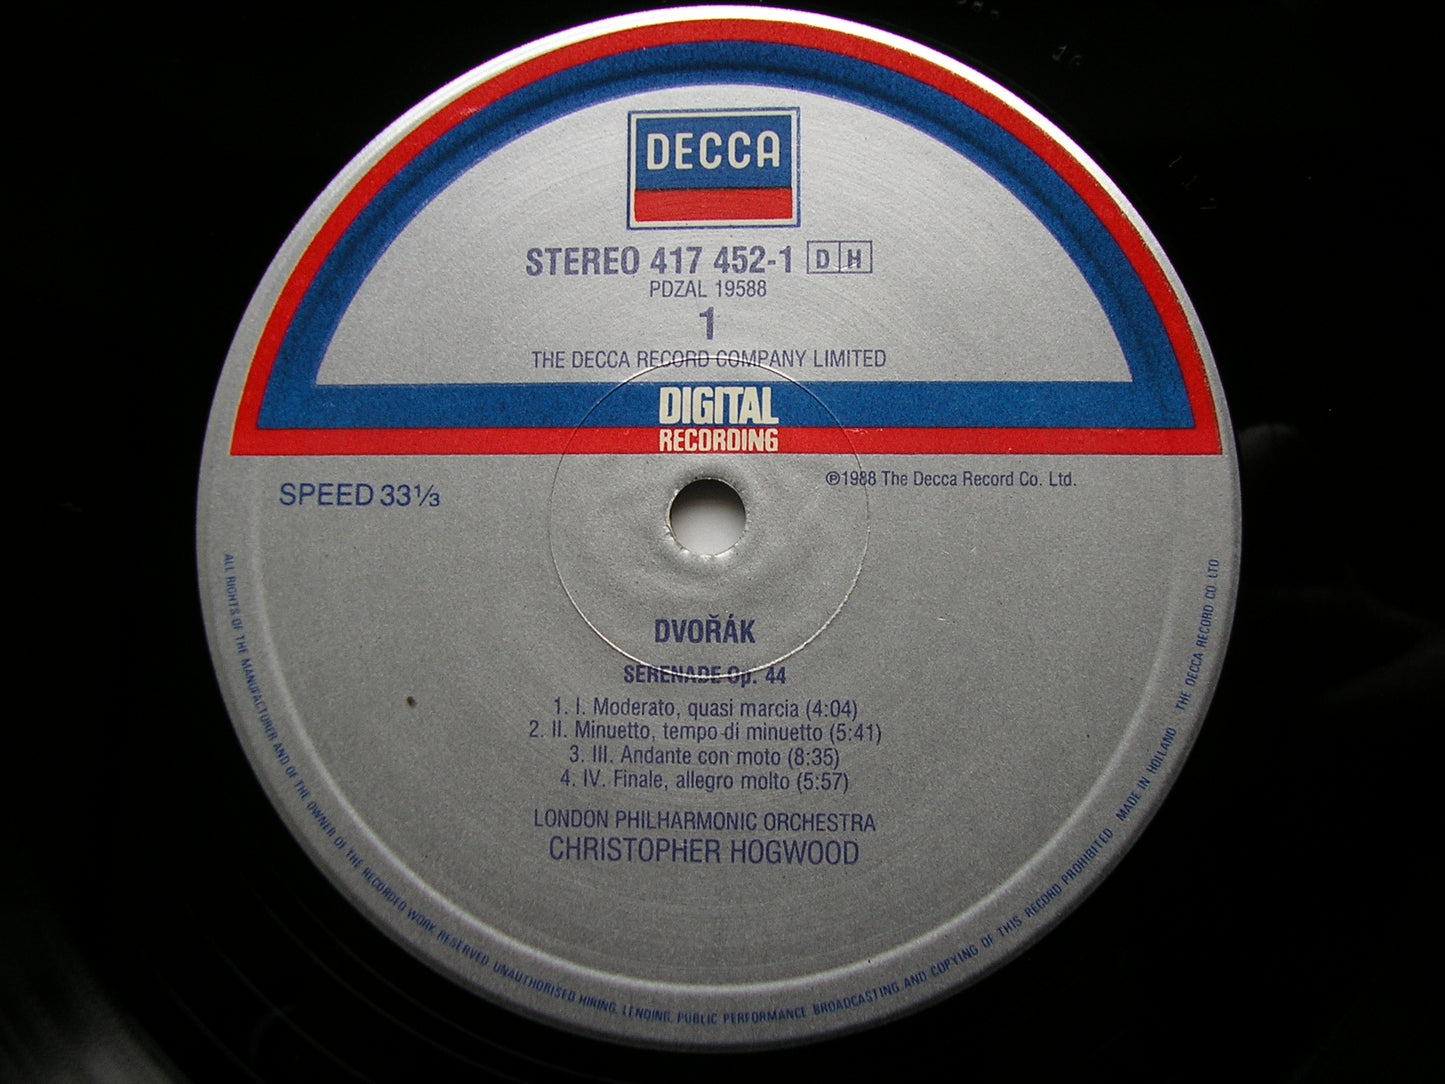 DECCA
STEREO 417 452-1 DH
PDZAL 19588
1
THE DECCA RECORD COMPANY LIMITED
DIGITAL
RECORDING
SPEED 33⅓
℗1988 The Decca Record Co. Ltd.
DVOŘÁK
SERENADE Op. 44
1. I. Moderato, quasi marcia (4:04)
2. II. Minuetto, tempo di minuetto (5:41)
3. III. Andante con moto (8:35)
4. IV. Finale, allegro molto (5:57)
LONDON PHILHARMONIC ORCHESTRA
CHRISTOPHER HOGWOOD
ALL RIGHTS OF THE MANUFACTURER AND OF THE OWNER OF THE RECORDED WORK RESERVED UNAUTHORISED HIRING, LENDING, PUBLIC PERFORMANCE BROADCASTING AND COPYING OF THIS RECORD PROHIBITED MADE IN HOLLAND THE DECCA RECORD CO. LTD